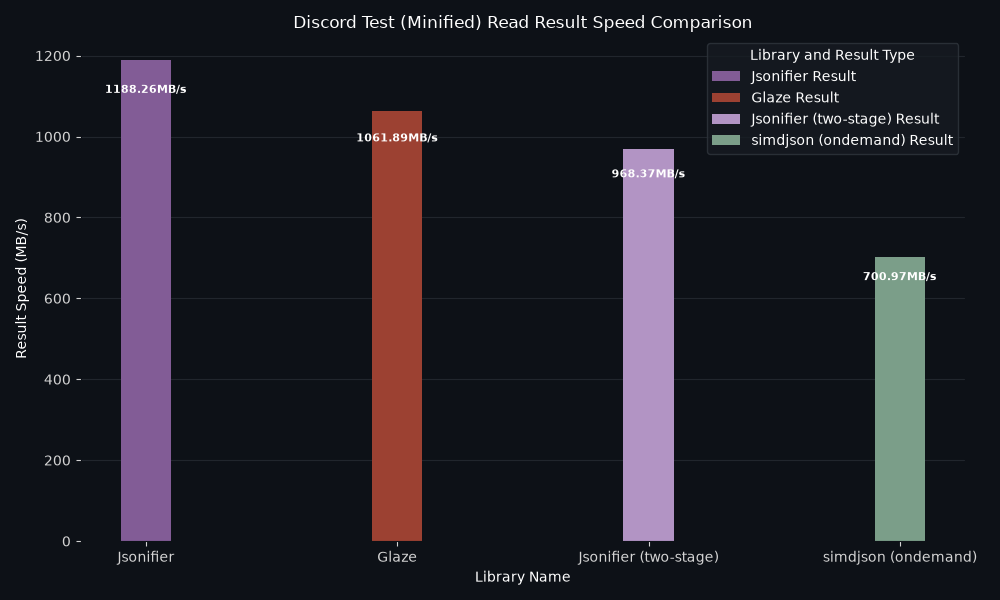 Discord Test (Minified) Read Result Speed Comparison
Library and Result Type
Jsonifier Result
Glaze Result
Jsonifier (two-stage) Result
simdjson (ondemand) Result
1200
1000
800
600
400
200
0
Result Speed (MB/s)
1188.26MB/s
1061.89MB/s
968.37MB/s
700.97MB/s
Jsonifier
Glaze
Jsonifier (two-stage)
simdjson (ondemand)
Library Name